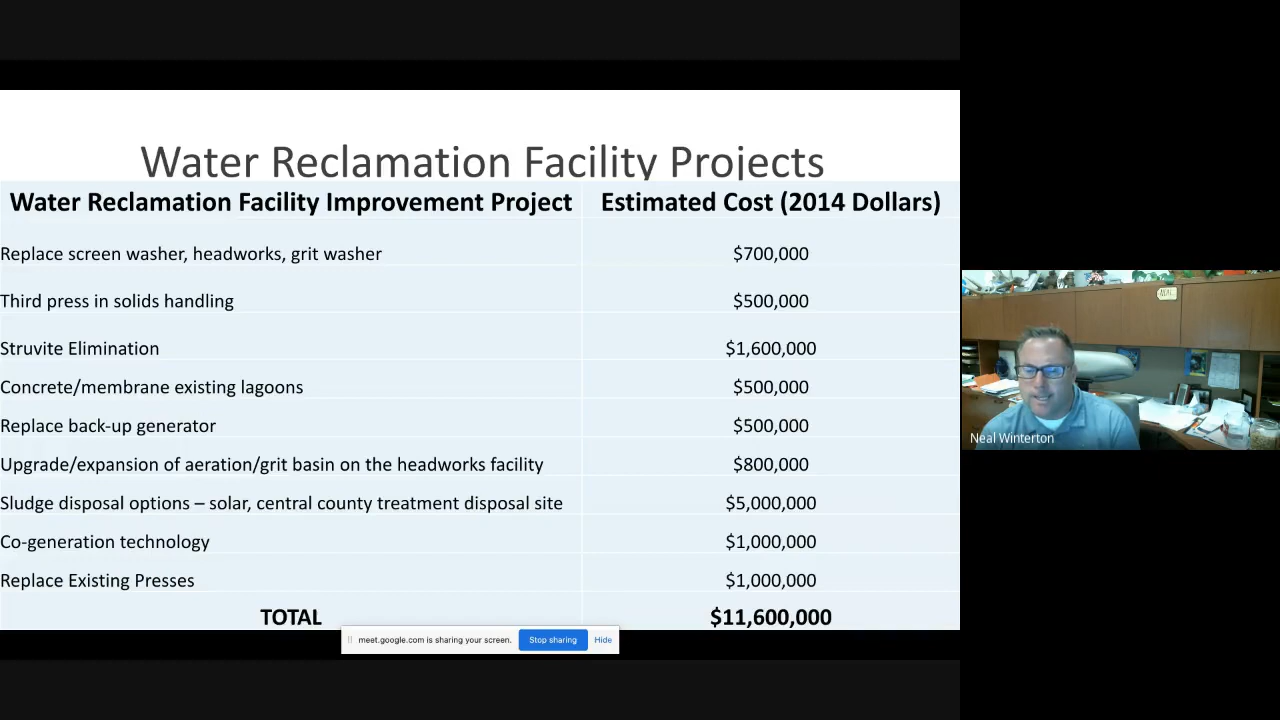 Water Reclamation Facility Projects
Water Reclamation Facility Improvement Project Estimated Cost (2014 Dollars)
Replace screen washer, headworks, grit washer $700,000
Third press in solids handling $500,000
Struvite Elimination $1,600,000
Concrete/membrane existing lagoons $500,000
Replace back-up generator $500,000
Upgrade/expansion of aeration/grit basin on the headworks facility $800,000
Sludge disposal options – solar, central county treatment disposal site $5,000,000
Co-generation technology $1,000,000
Replace Existing Presses $1,000,000
TOTAL $11,600,000
meet.google.com is sharing your screen. Stop sharing Hide
Neal Winterton